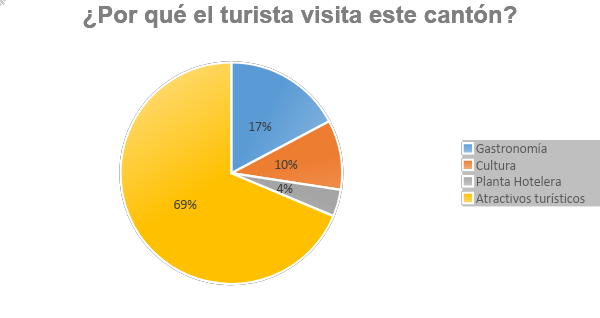 ¿Por qué el turista visita este cantón?
17%
10%
4%
69%
Gastronomía
Cultura
Planta Hotelera
Atractivos turísticos